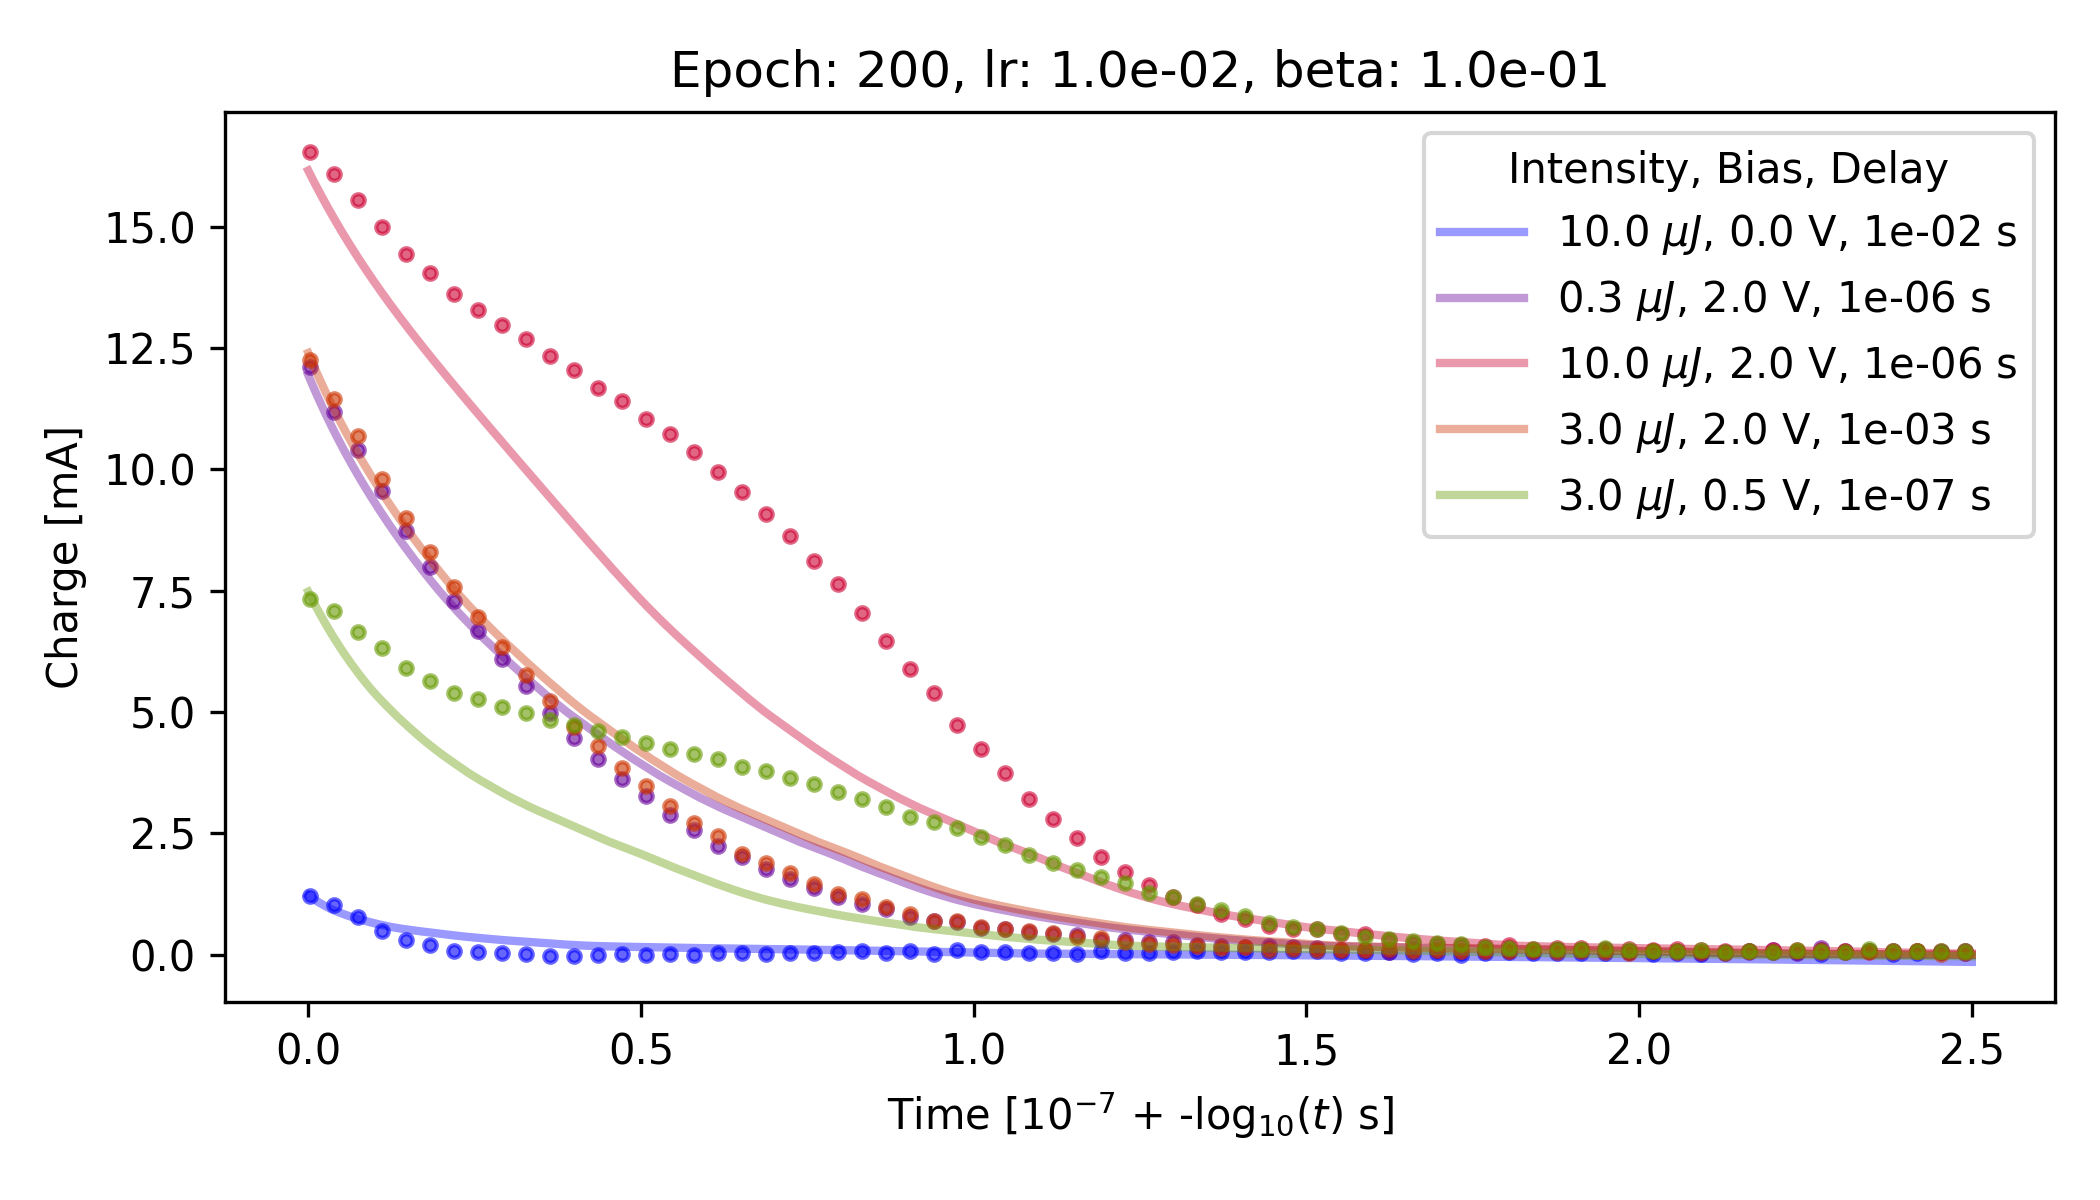 Epoch: 200, lr: 1.0e-02, beta: 1.0e-01
Charge [mA]
15.0
12.5
10.0
7.5
5.0
2.5
0.0
Intensity, Bias, Delay
10.0 μJ, 0.0 V, 1e-02 s
0.3 μJ, 2.0 V, 1e-06 s
10.0 μJ, 2.0 V, 1e-06 s
3.0 μJ, 2.0 V, 1e-03 s
3.0 μJ, 0.5 V, 1e-07 s
0.0 0.5 1.0 1.5 2.0 2.5
Time [10⁻⁷ + -log₁₀(t) s]